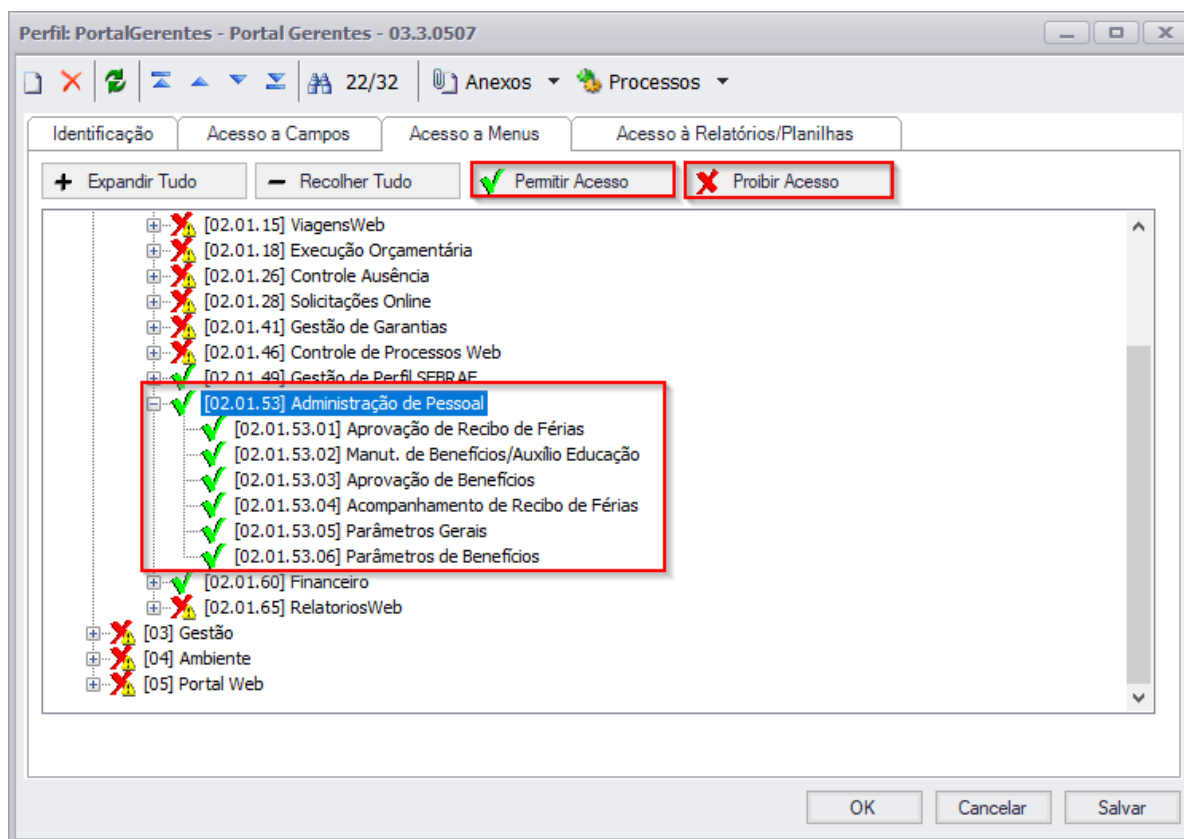 Perfil: PortalGerentes - Portal Gerentes - 03.3.0507
22/32 Anexos Processos
Identificação Acesso a Campos Acesso a Menus Acesso à Relatórios/Planilhas
Expandir Tudo Recolher Tudo Permitir Acesso Proibir Acesso
[02.01.15] ViagensWeb
[02.01.18] Execução Orçamentária
[02.01.26] Controle Ausência
[02.01.28] Solicitações Online
[02.01.41] Gestão de Garantias
[02.01.46] Controle de Processos Web
[02.01.49] Gestão de Perfil SEBRAE
[02.01.53] Administração de Pessoal
[02.01.53.01] Aprovação de Recibo de Férias
[02.01.53.02] Manut. de Benefícios/Auxílio Educação
[02.01.53.03] Aprovação de Benefícios
[02.01.53.04] Acompanhamento de Recibo de Férias
[02.01.53.05] Parâmetros Gerais
[02.01.53.06] Parâmetros de Benefícios
[02.01.60] Financeiro
[02.01.65] RelatoriosWeb
[03] Gestão
[04] Ambiente
[05] Portal Web
OK Cancelar Salvar